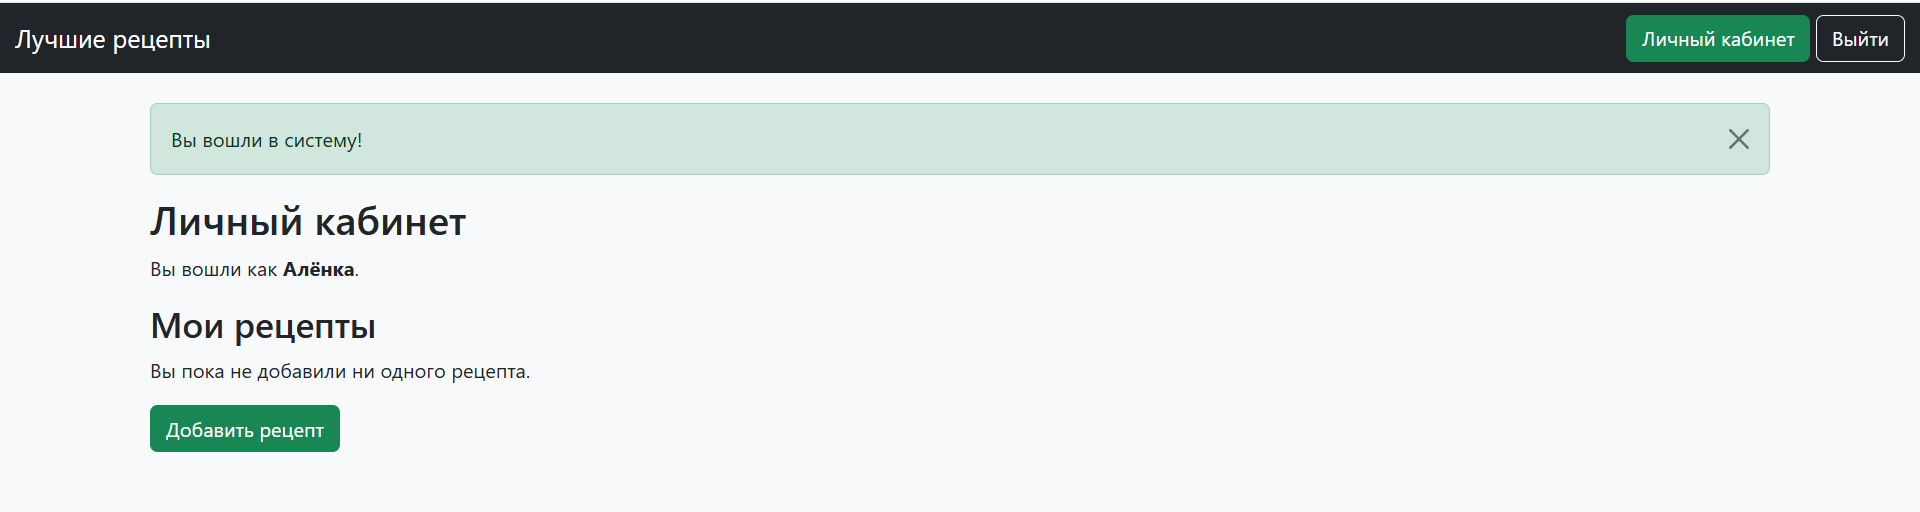 Лучшие рецепты
Личный кабинет
Выйти
Вы вошли в систему!
Личный кабинет
Вы вошли как Алёнка.
Мои рецепты
Вы пока не добавили ни одного рецепта.
Добавить рецепт